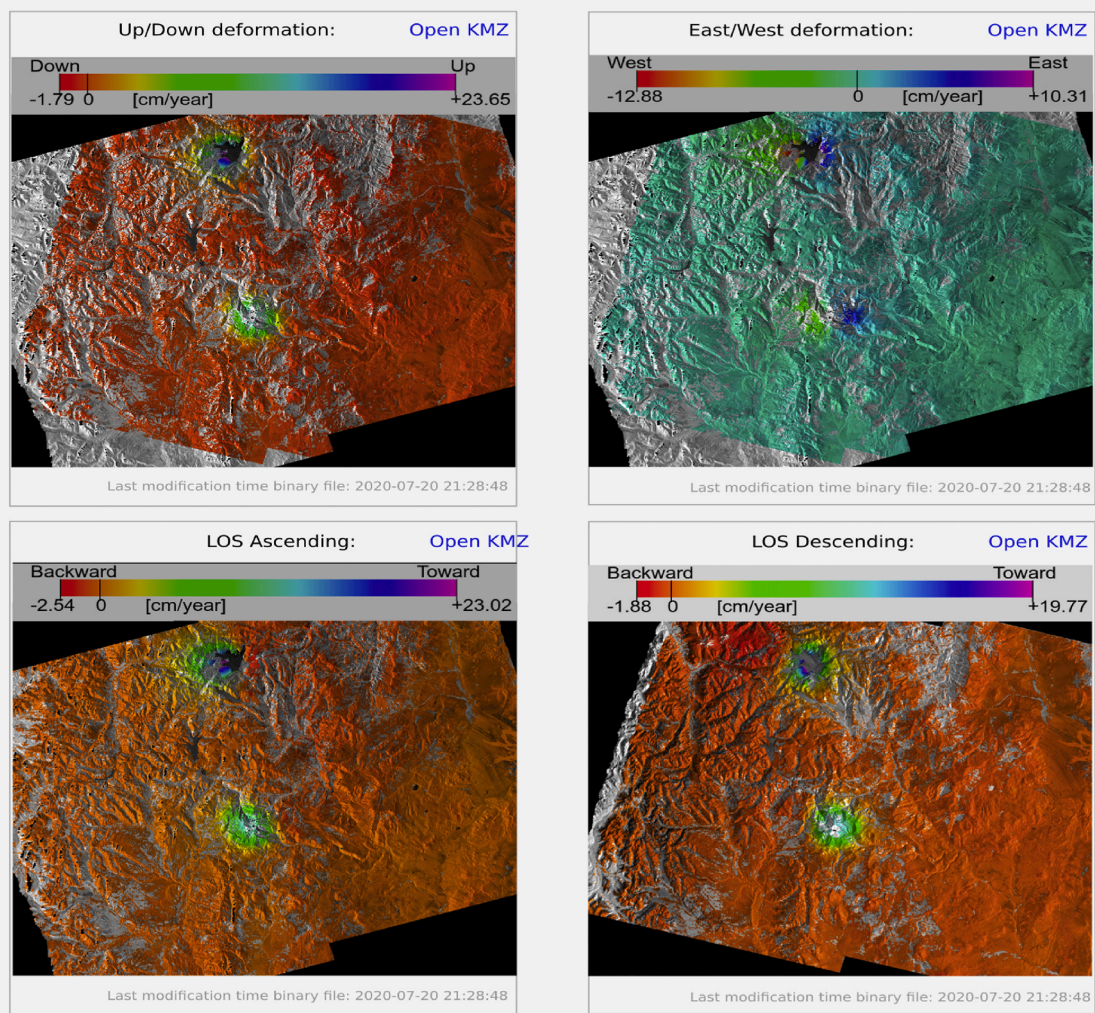 Up/Down deformation: Open KMZ
Down Up
-1.79 0 [cm/year] +23.65
Last modification time binary file: 2020-07-20 21:28:48
East/West deformation: Open KMZ
West East
-12.88 0 [cm/year] +10.31
Last modification time binary file: 2020-07-20 21:28:48
LOS Ascending: Open KMZ
Backward Toward
-2.54 0 [cm/year] +23.02
Last modification time binary file: 2020-07-20 21:28:48
LOS Descending: Open KMZ
Backward Toward
-1.88 0 [cm/year] +19.77
Last modification time binary file: 2020-07-20 21:28:48